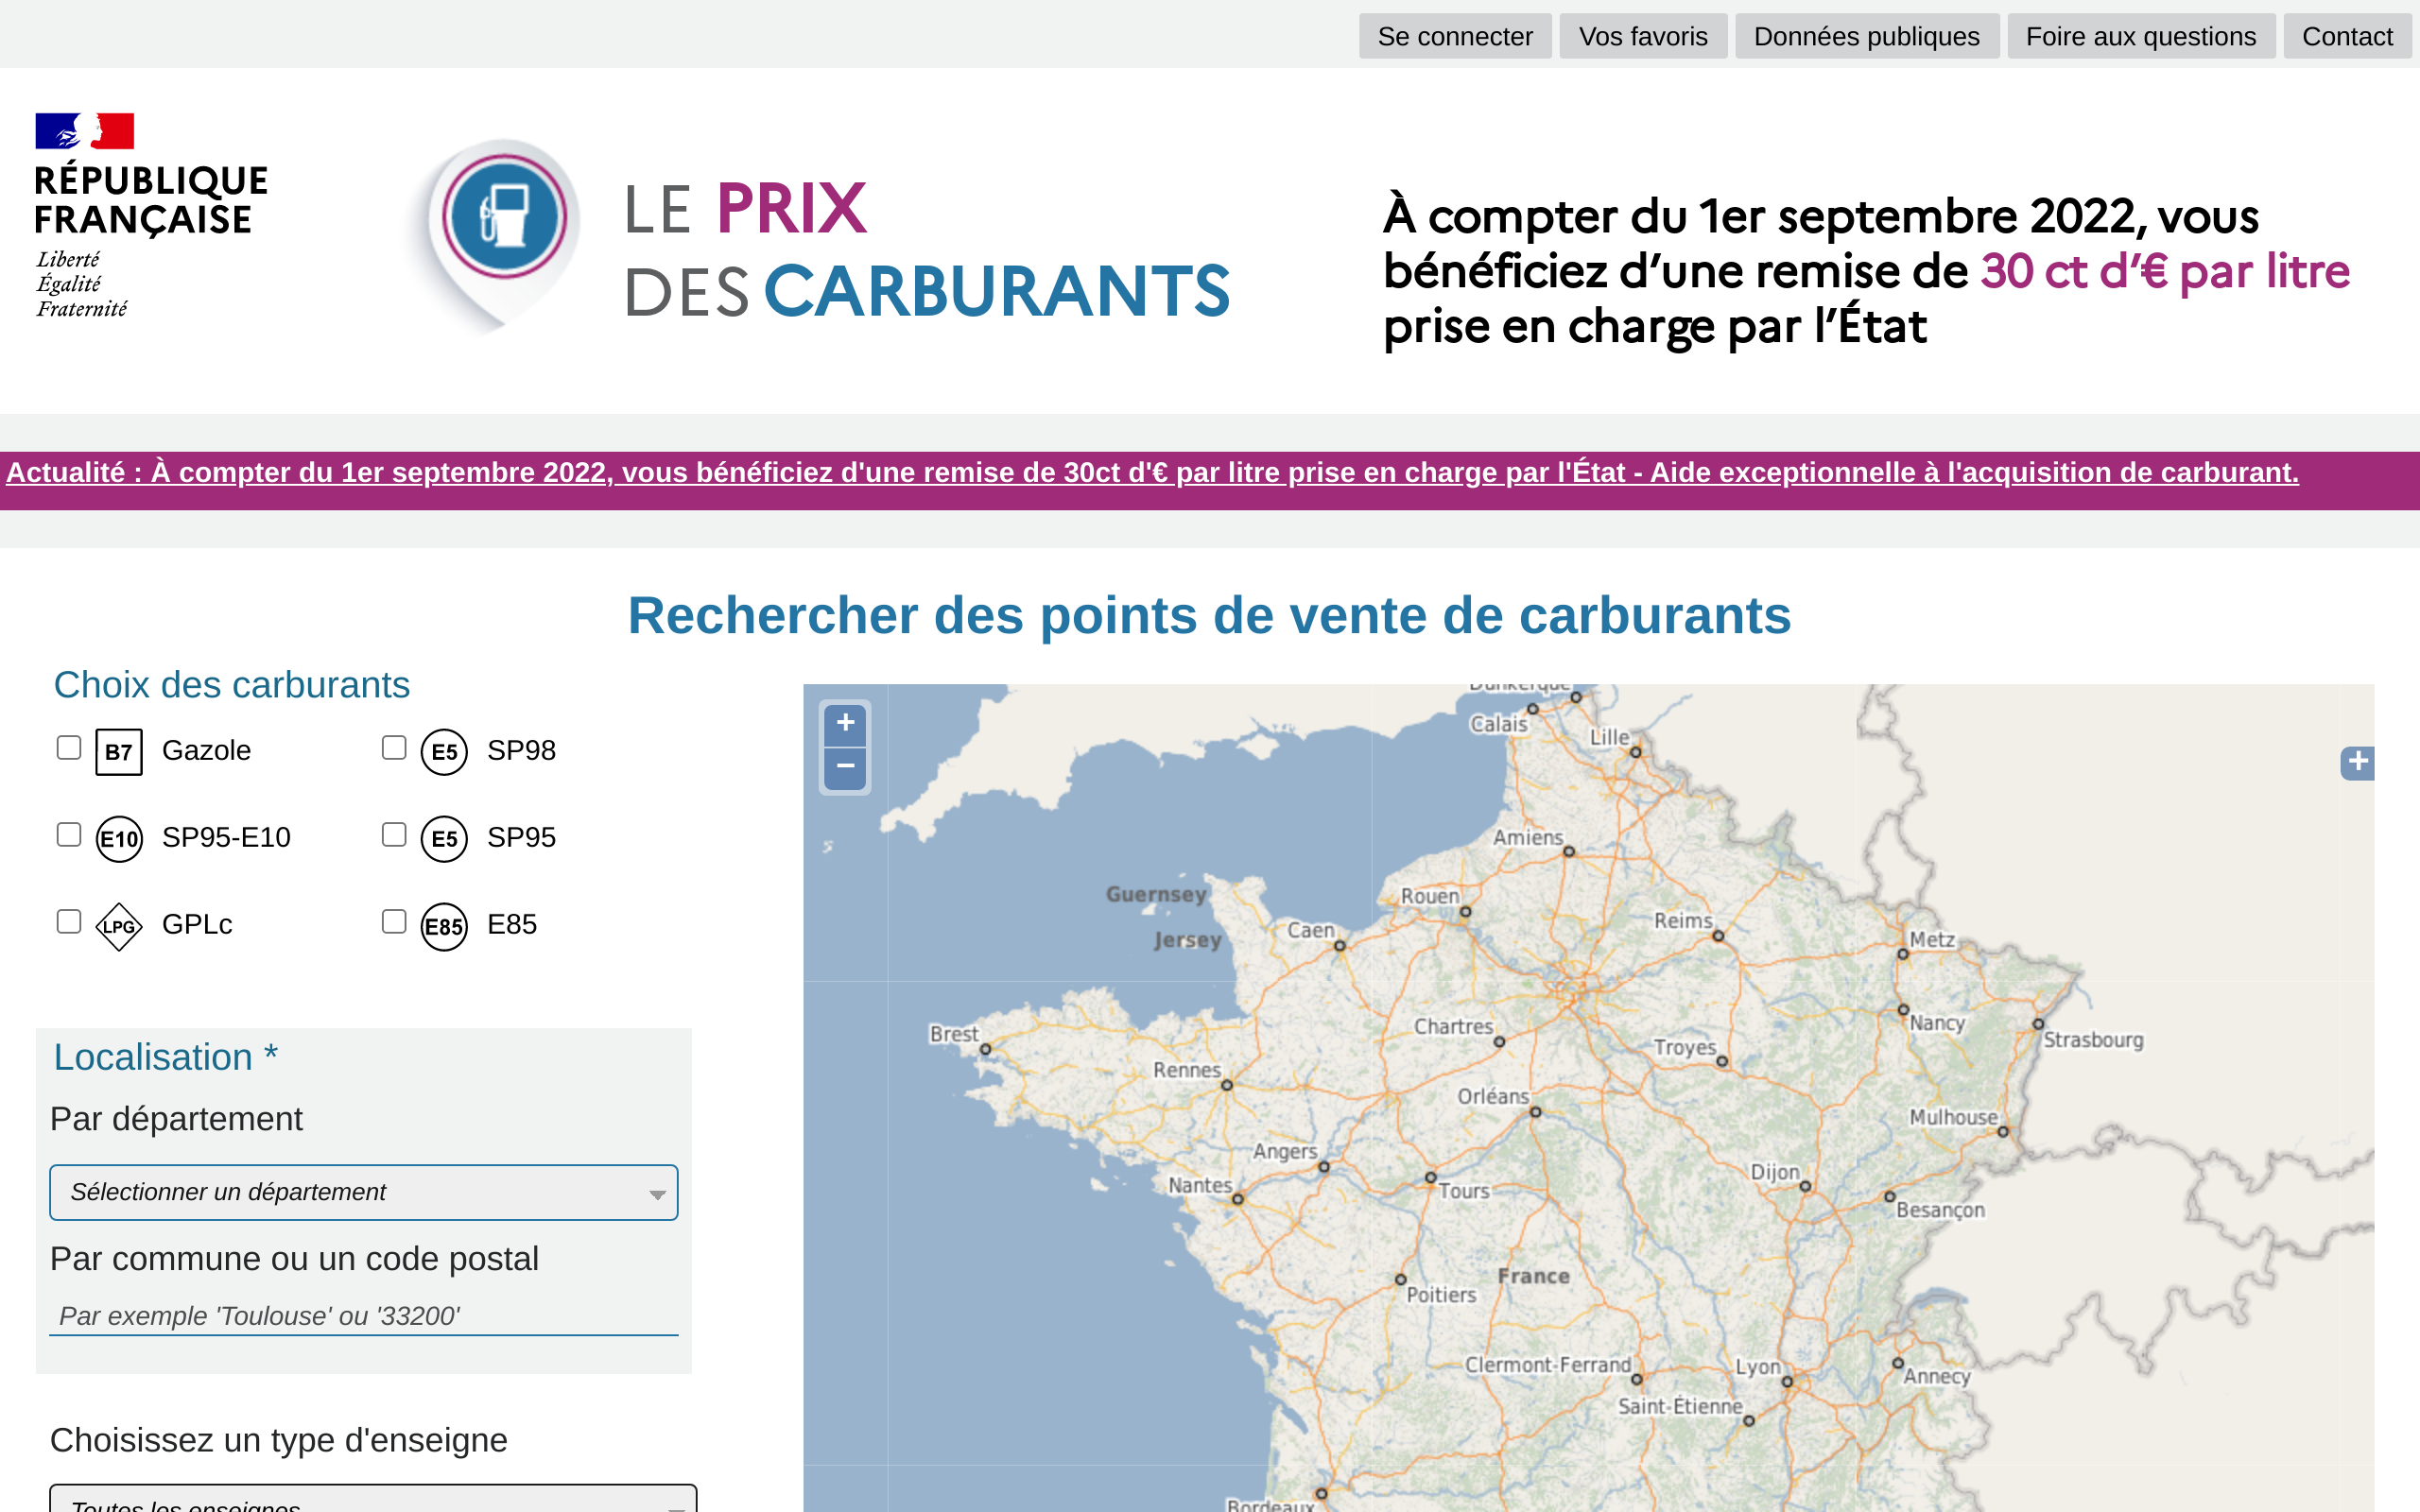 Se connecter
Vos favoris
Données publiques
Foire aux questions
Contact
RÉPUBLIQUE
FRANÇAISE
Liberté
Égalité
Fraternité
LE PRIX
DES CARBURANTS
À compter du 1er septembre 2022, vous
bénéficiez d’une remise de 30 ct d’€ par litre
prise en charge par l’État
Actualité : À compter du 1er septembre 2022, vous bénéficiez d'une remise de 30ct d'€ par litre prise en charge par l'État - Aide exceptionnelle à l'acquisition de carburant.
Rechercher des points de vente de carburants
Choix des carburants
B7 Gazole
E5 SP98
E10 SP95-E10
E5 SP95
LPG GPLc
E85 E85
Localisation *
Par département
Sélectionner un département
Par commune ou un code postal
Par exemple 'Toulouse' ou '33200'
Choisissez un type d'enseigne
Toutes les enseignes
+
−
+
Dunkerque
Calais
Lille
Amiens
Guernsey
Rouen
Reims
Jersey
Caen
Metz
Brest
Chartres
Nancy
Strasbourg
Rennes
Troyes
Orléans
Mulhouse
Angers
Dijon
Nantes
Tours
Besançon
France
Poitiers
Clermont-Ferrand
Lyon
Annecy
Saint-Étienne
Bordeaux